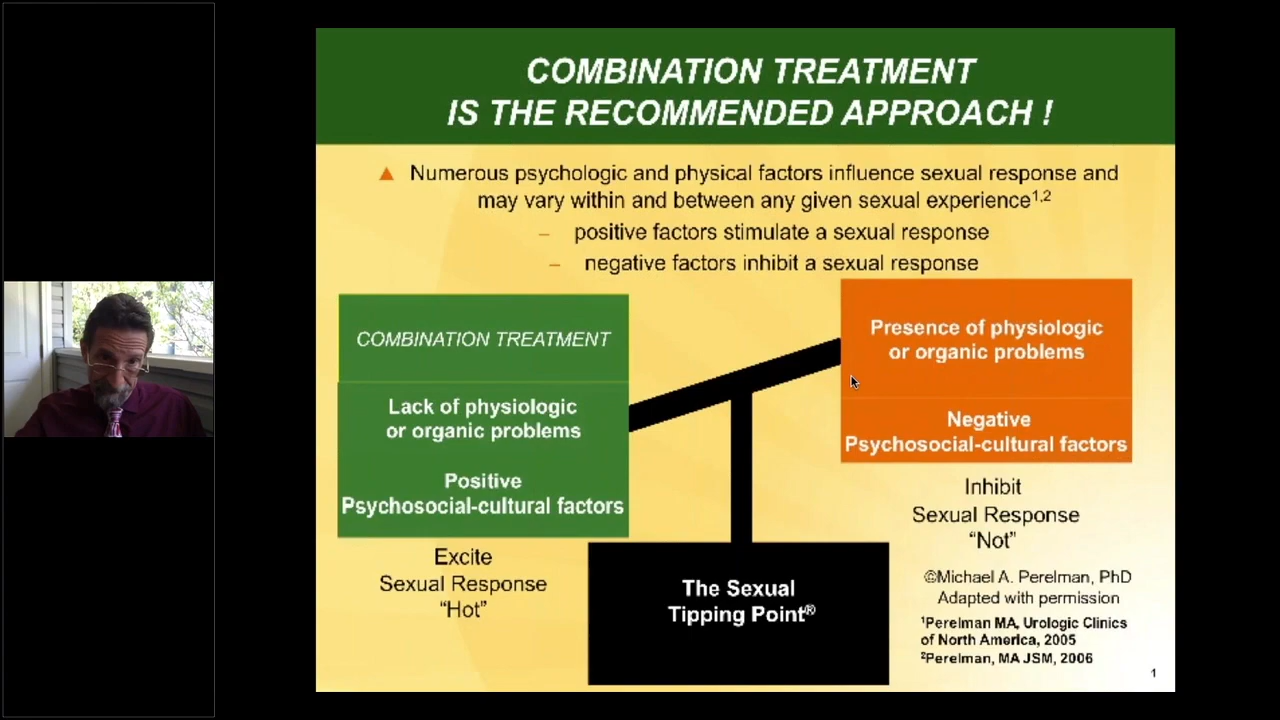 COMBINATION TREATMENT
IS THE RECOMMENDED APPROACH !
Numerous psychologic and physical factors influence sexual response and
may vary within and between any given sexual experience1,2
– positive factors stimulate a sexual response
– negative factors inhibit a sexual response
COMBINATION TREATMENT
Lack of physiologic
or organic problems
Positive
Psychosocial-cultural factors
Excite
Sexual Response
“Hot”
Presence of physiologic
or organic problems
Negative
Psychosocial-cultural factors
Inhibit
Sexual Response
“Not”
The Sexual
Tipping Point®
©Michael A. Perelman, PhD
Adapted with permission
1Perelman MA, Urologic Clinics
of North America, 2005
2Perelman, MA JSM, 2006
1